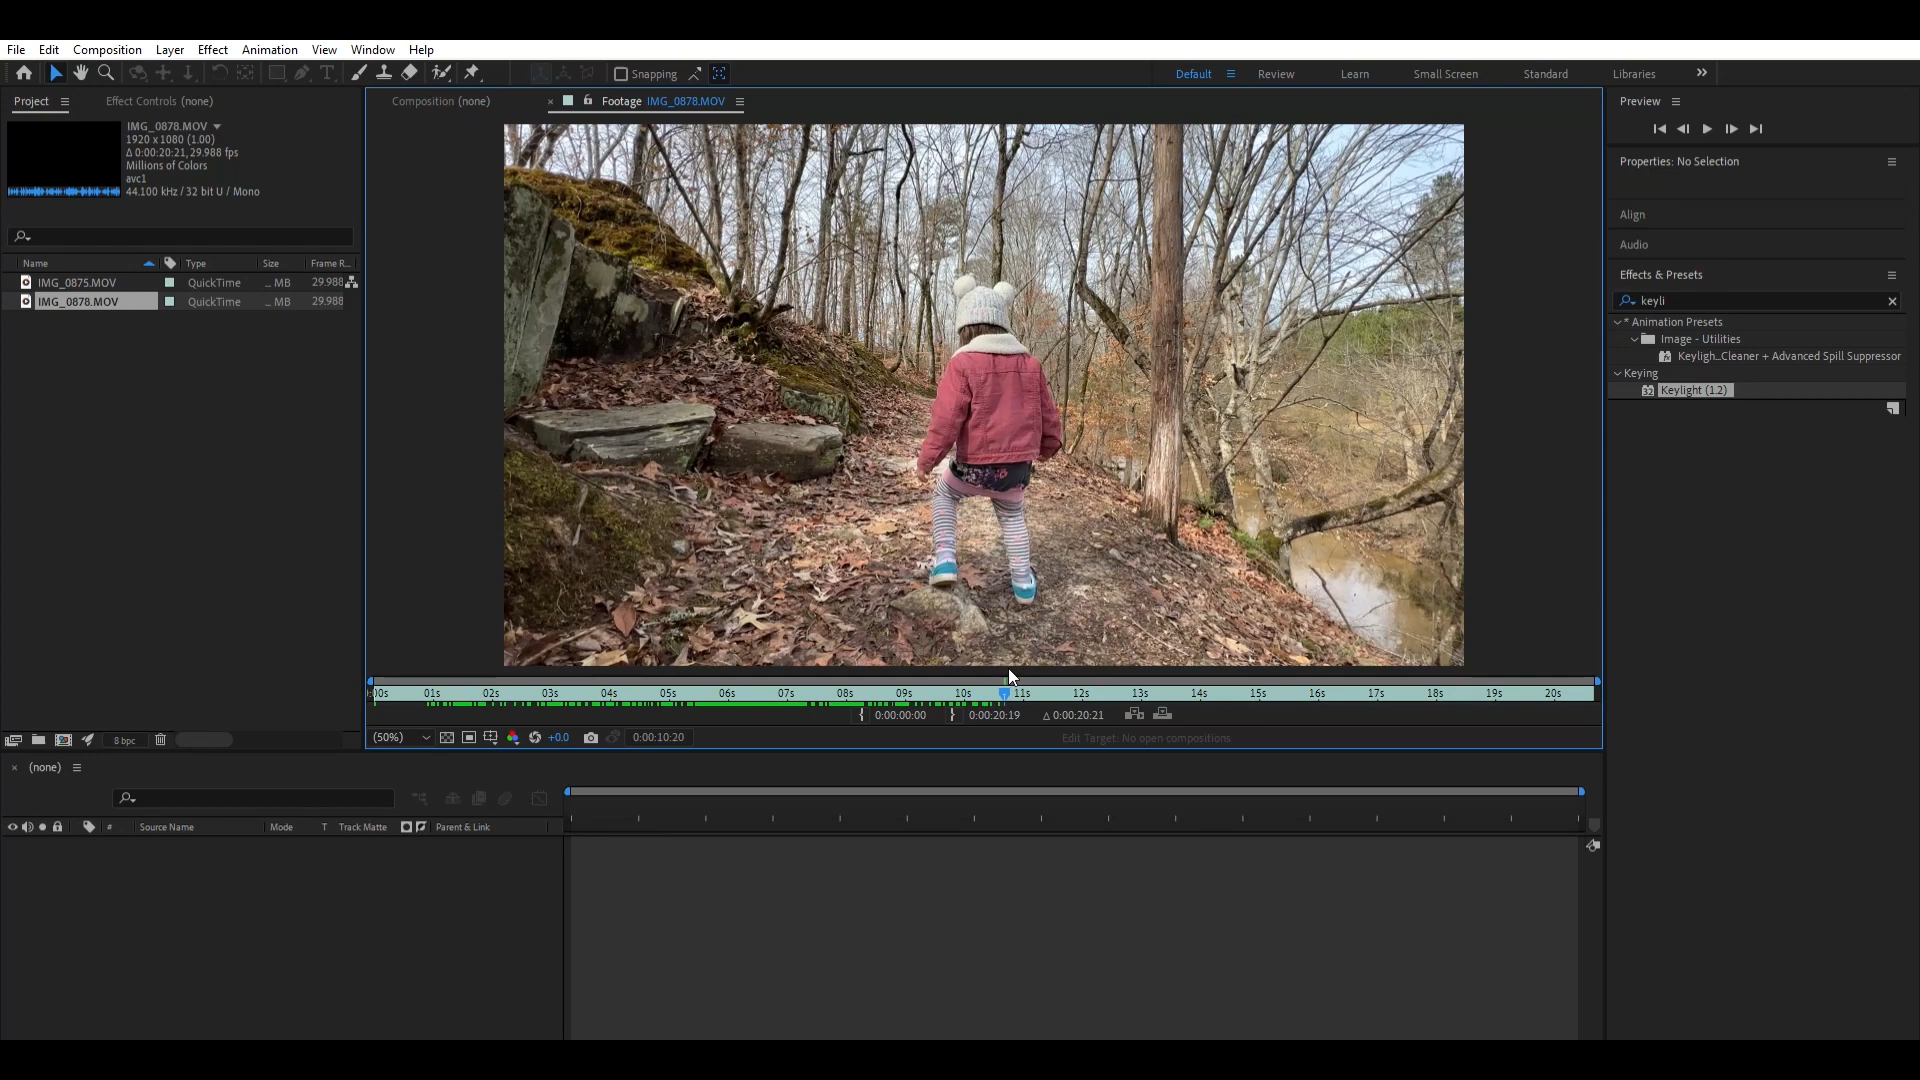 File Edit Composition Layer Effect Animation View Window Help
Snapping Default Review Learn Small Screen Standard Libraries
Project Effect Controls (none)
IMG_0878.MOV
1920 x 1080 (1.00)
Δ 0:00:20:21, 29.988 fps
Millions of Colors
avc1
44.100 kHz / 32 bit U / Mono
Name # Type Size Frame R...
IMG_0875.MOV QuickTime ... MB 29.988
IMG_0878.MOV QuickTime ... MB 29.988
8 bpc
Composition (none) × Footage IMG_0878.MOV
:00s 01s 02s 03s 04s 05s 06s 07s 08s 09s 10s 11s 12s 13s 14s 15s 16s 17s 18s 19s 20s
0:00:00:00 0:00:20:19 Δ 0:00:20:21
(50%) +0.0 0:00:10:20 Edit Target: No open compositions
Preview
Properties: No Selection
Align
Audio
Effects & Presets
keyli
* Animation Presets
Image - Utilities
Keyligh...Cleaner + Advanced Spill Suppressor
Keying
32 Keylight (1.2)
× (none)
# Source Name Mode T Track Matte Parent & Link